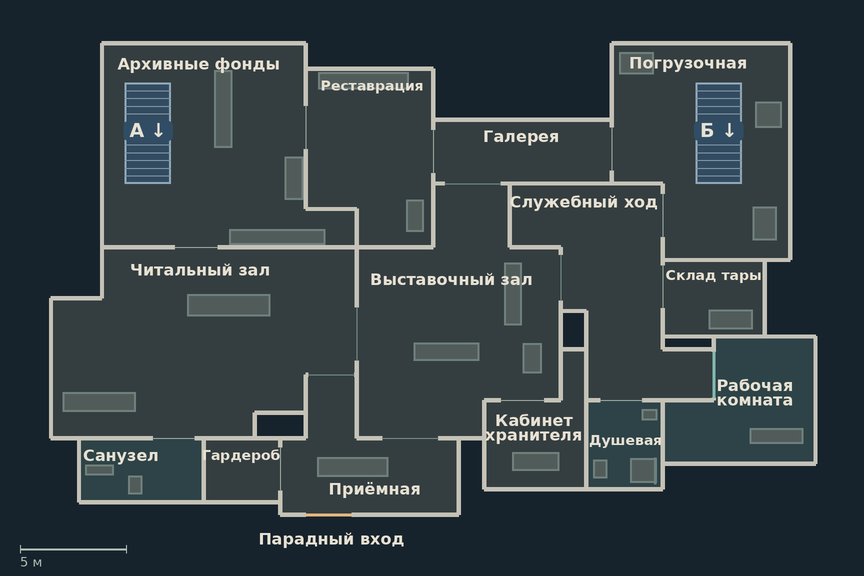 Архивные фонды
Погрузочная
Реставрация
А ↓
Б ↓
Галерея
Служебный ход
Читальный зал
Выставочный зал
Склад тары
Рабочая
комната
Кабинет
хранителя
Душевая
Санузел
Гардероб
Приёмная
Парадный вход
5 м